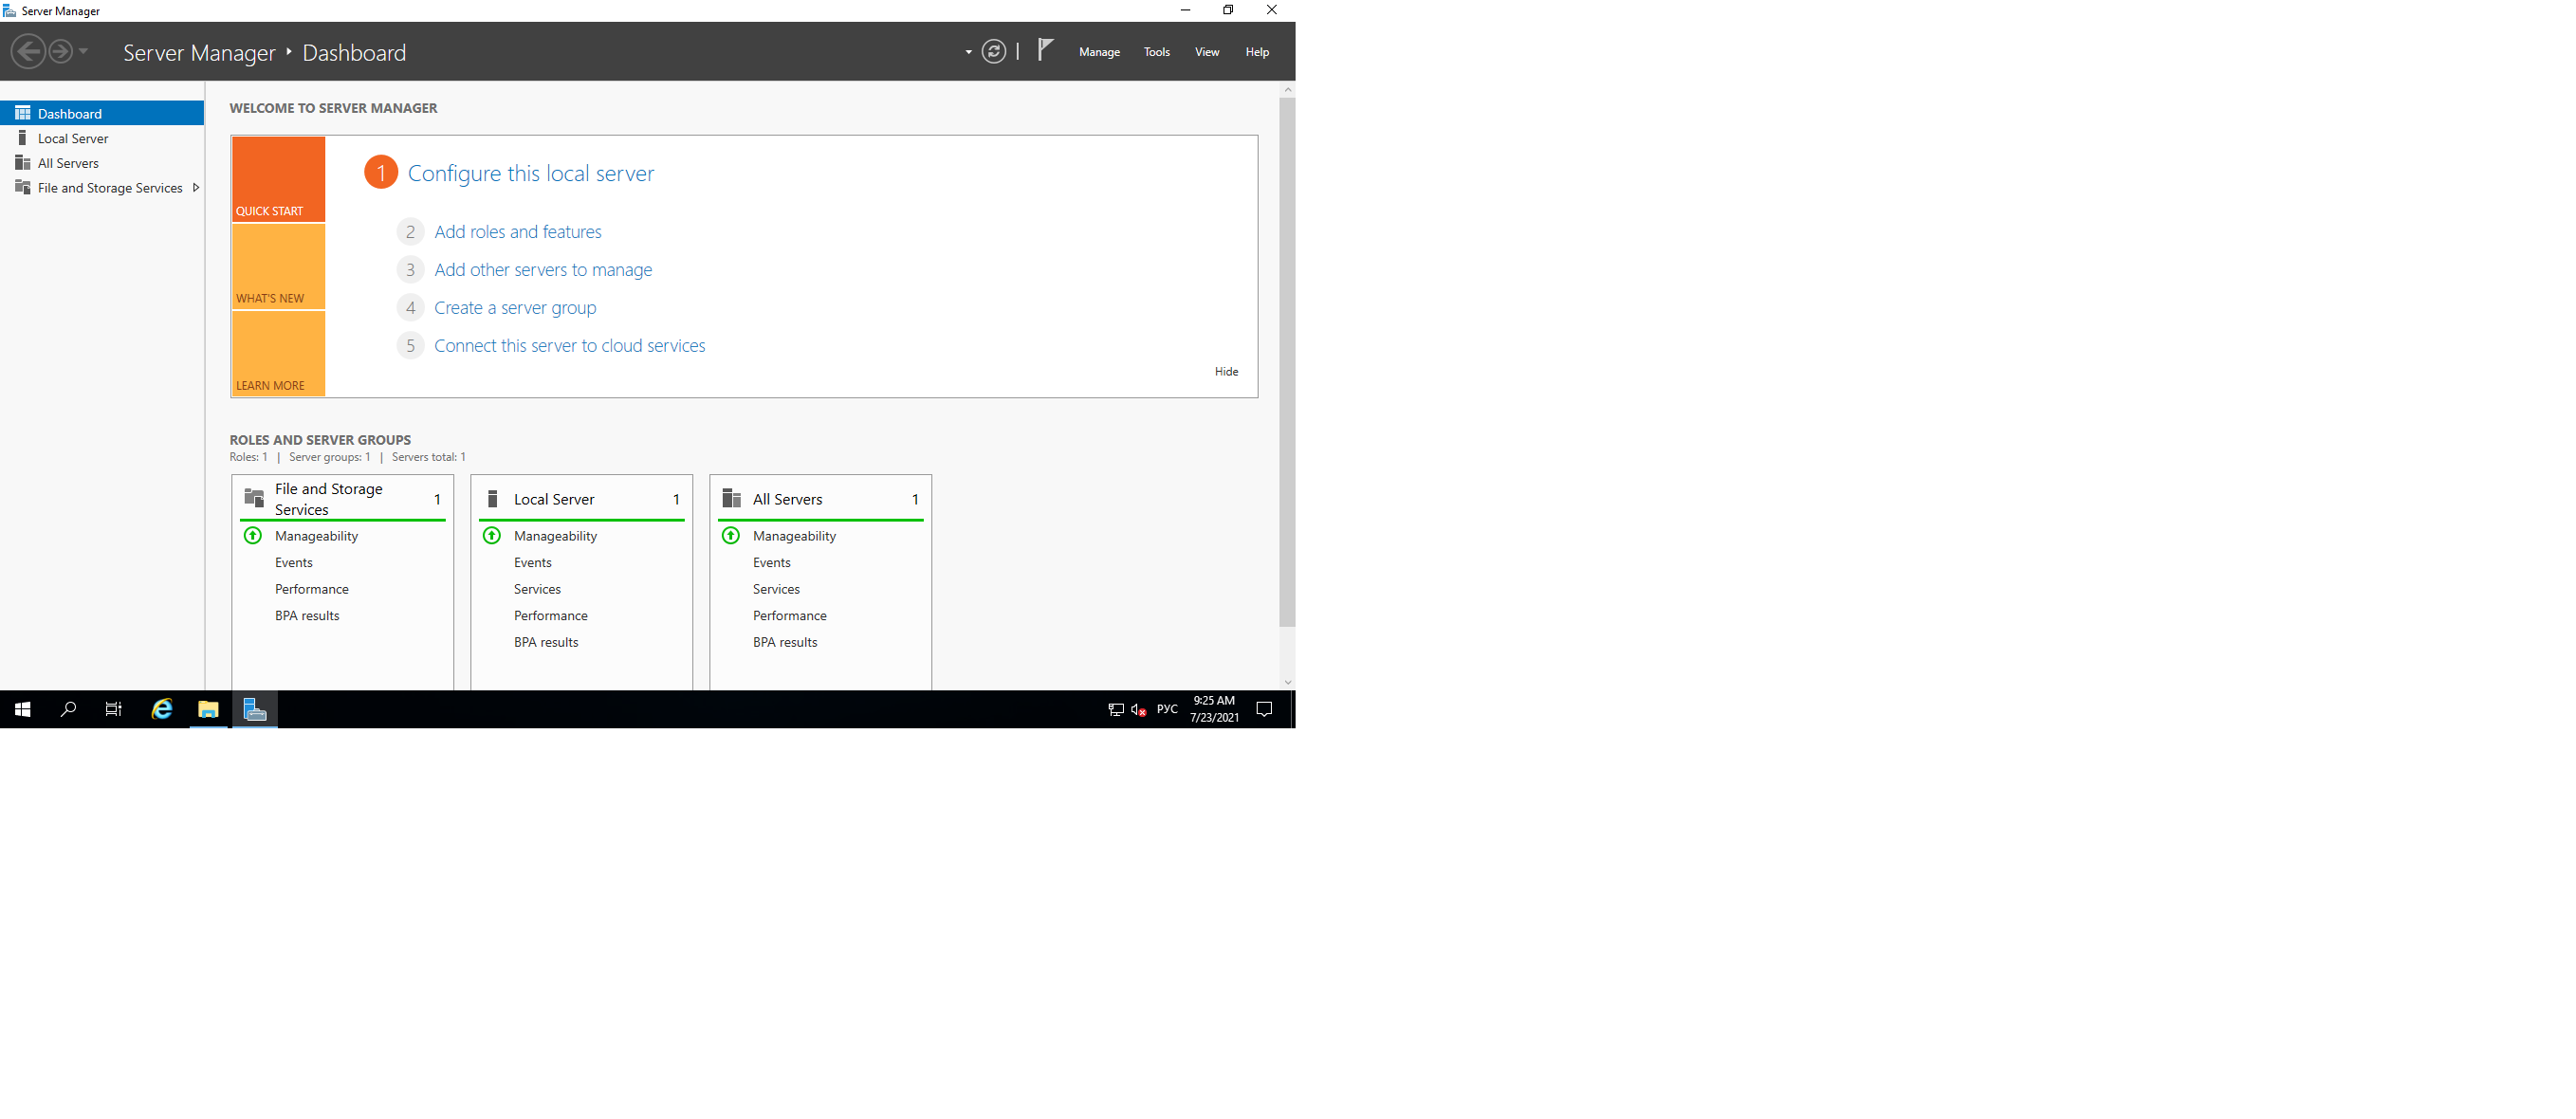 Server Manager
Server Manager ‣ Dashboard
Manage Tools View Help
Dashboard
Local Server
All Servers
File and Storage Services
WELCOME TO SERVER MANAGER
QUICK START
WHAT'S NEW
LEARN MORE
1 Configure this local server
2 Add roles and features
3 Add other servers to manage
4 Create a server group
5 Connect this server to cloud services
Hide
ROLES AND SERVER GROUPS
Roles: 1 | Server groups: 1 | Servers total: 1
File and Storage
Services
1
Manageability
Events
Performance
BPA results
Local Server 1
Manageability
Events
Services
Performance
BPA results
All Servers 1
Manageability
Events
Services
Performance
BPA results
РУС
9:25 AM
7/23/2021